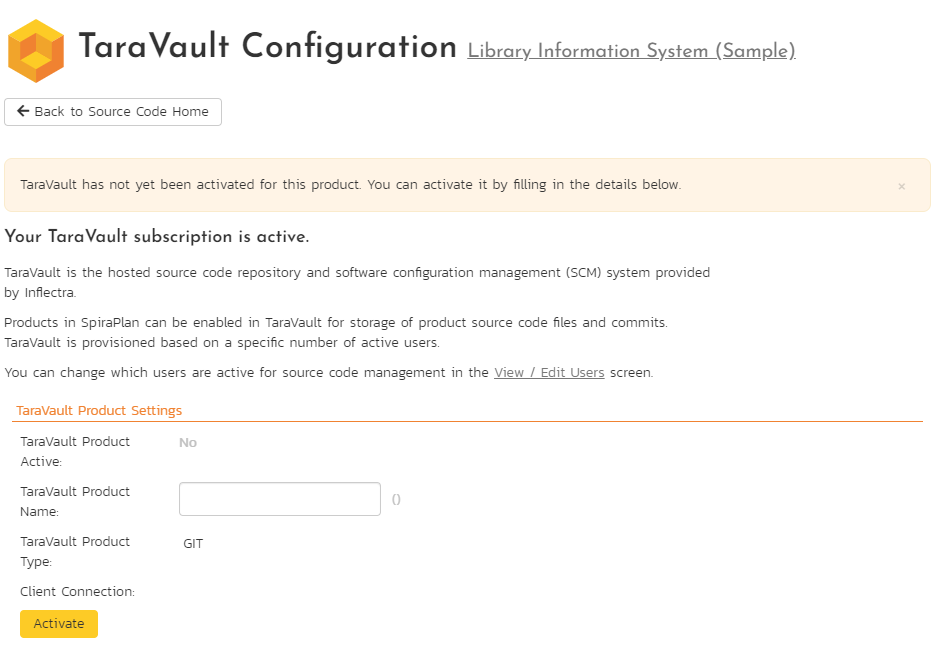 TaraVault Configuration Library Information System (Sample)
Back to Source Code Home
TaraVault has not yet been activated for this product. You can activate it by filling in the details below. ×
Your TaraVault subscription is active.
TaraVault is the hosted source code repository and software configuration management (SCM) system provided
by Inflectra.
Products in SpiraPlan can be enabled in TaraVault for storage of product source code files and commits.
TaraVault is provisioned based on a specific number of active users.
You can change which users are active for source code management in the View / Edit Users screen.
TaraVault Product Settings
TaraVault Product
Active:
No
TaraVault Product
Name:
()
TaraVault Product
Type:
GIT
Client Connection:
Activate